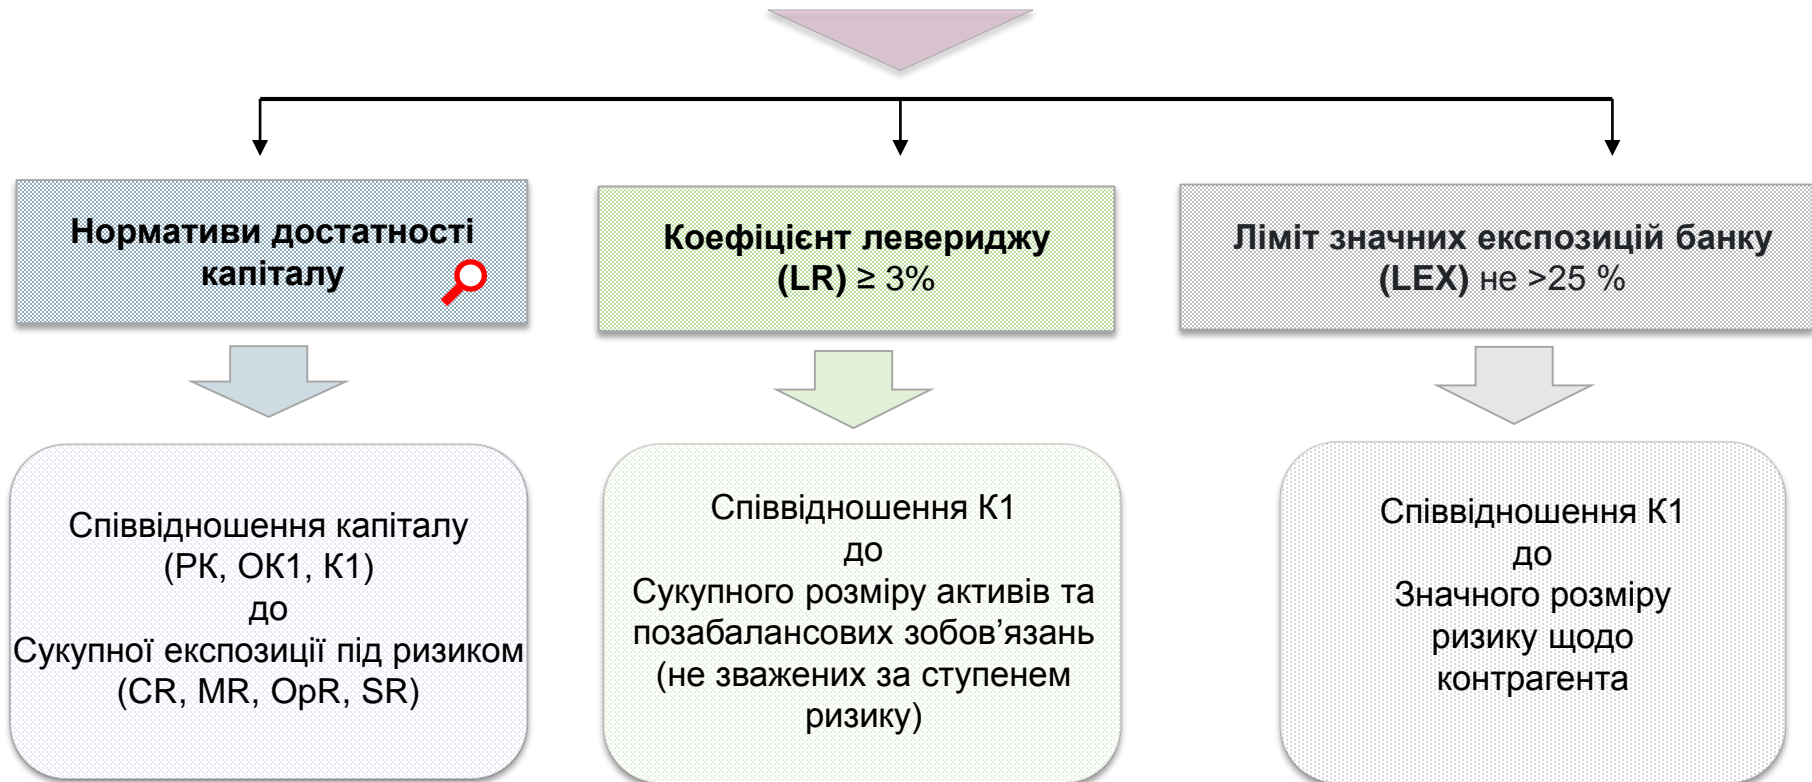 Нормативи достатності
капіталу
Коефіцієнт левериджу
(LR) ≥ 3%
Ліміт значних експозицій банку
(LEX) не >25 %
Співвідношення капіталу
(РК, ОК1, К1)
до
Сукупної експозиції під ризиком
(CR, MR, OpR, SR)
Співвідношення К1
до
Сукупного розміру активів та
позабалансових зобов’язань
(не зважених за ступенем
ризику)
Співвідношення К1
до
Значного розміру
ризику щодо
контрагента